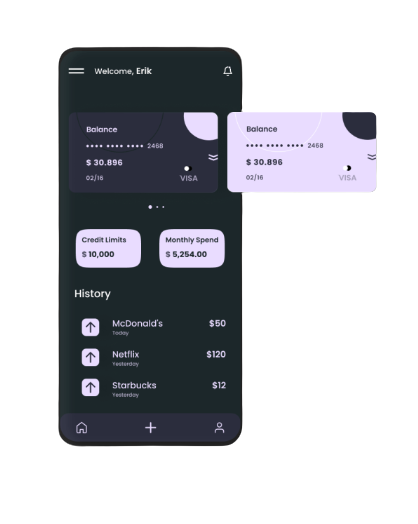 Welcome, Erik
Balance
•••• •••• •••• •••• 2468
$ 30.896
02/16
VISA
Balance
•••• •••• •••• •••• 2468
$ 30.896
02/16
VISA
Credit Limits
$ 10,000
Monthly Spend
$ 5,254.00
History
McDonald's $50
Today
Netflix $120
Yesterday
Starbucks $12
Yesterday